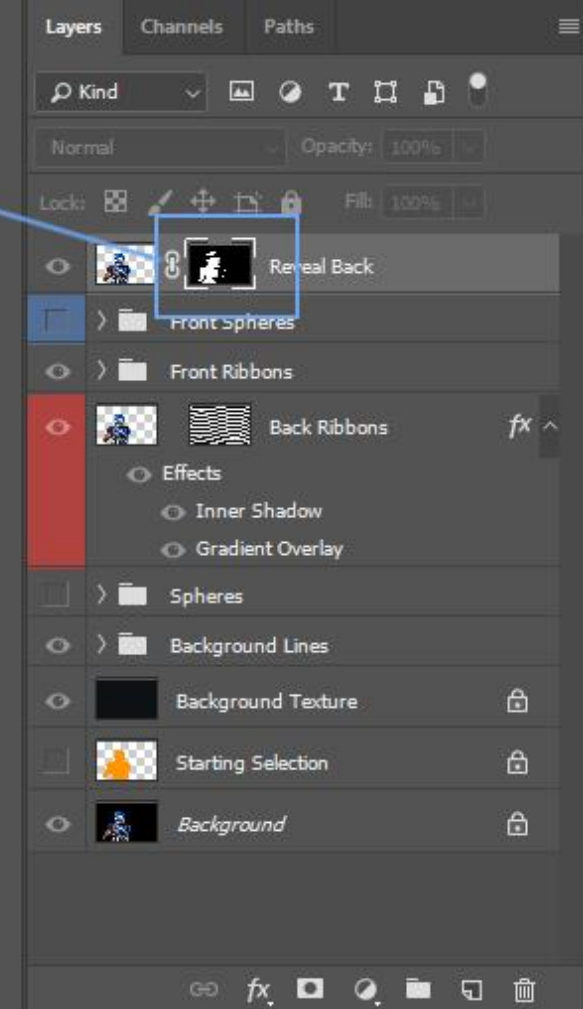 Layers Channels Paths
Kind T
Normal Opacity: 100%
Lock: Fill: 100%
Reveal Back
Front Spheres
Front Ribbons
Back Ribbons fx
Effects
Inner Shadow
Gradient Overlay
Spheres
Background Lines
Background Texture
Starting Selection
Background
fx